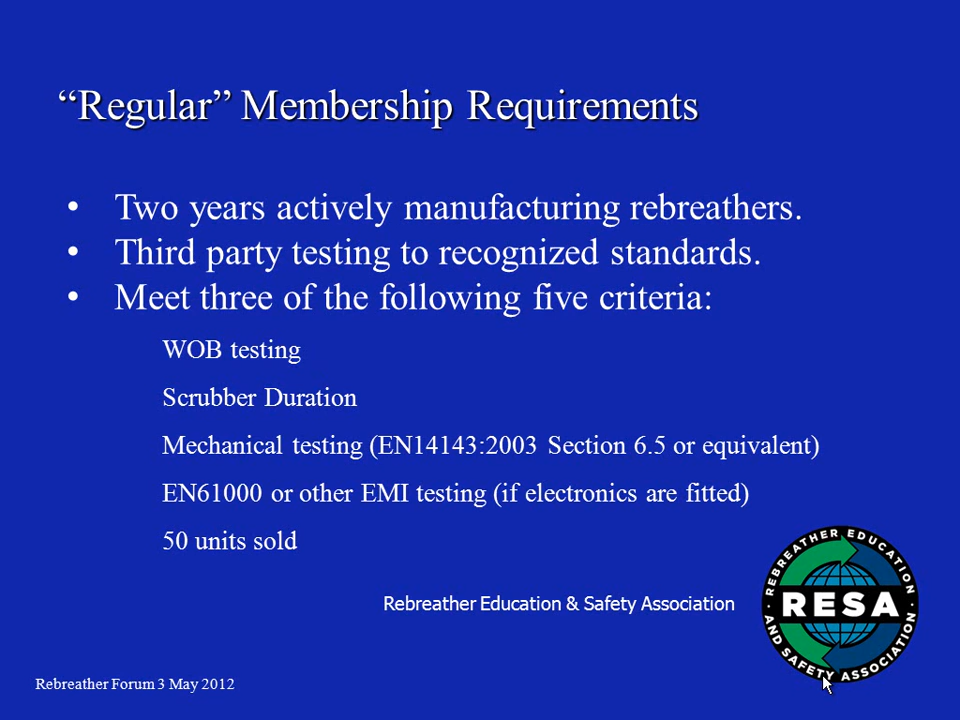 “Regular” Membership Requirements
• Two years actively manufacturing rebreathers.
• Third party testing to recognized standards.
• Meet three of the following five criteria:
WOB testing
Scrubber Duration
Mechanical testing (EN14143:2003 Section 6.5 or equivalent)
EN61000 or other EMI testing (if electronics are fitted)
50 units sold
Rebreather Education & Safety Association
REBREATHER EDUCATION
RESA
AND SAFETY ASSOCIATION
Rebreather Forum 3 May 2012